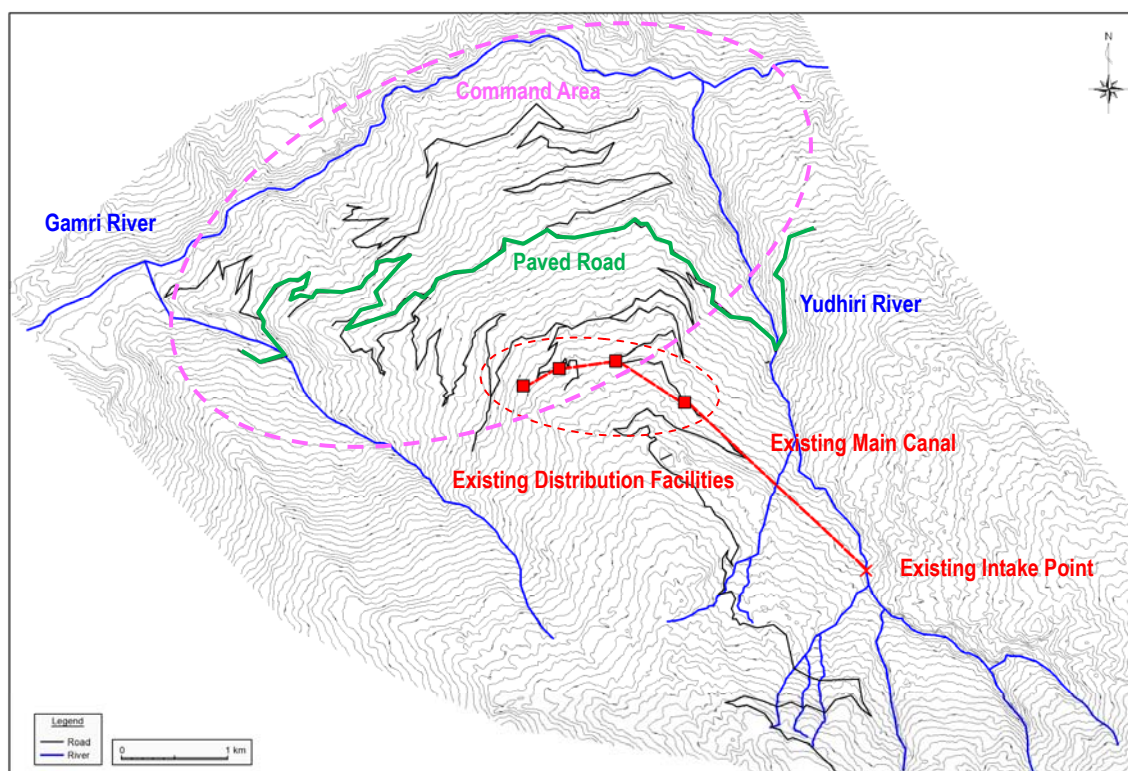 N
Command Area
Gamri River
Paved Road
Yudhiri River
Existing Main Canal
Existing Distribution Facilities
Existing Intake Point
Legend
Road
River
0 1 km